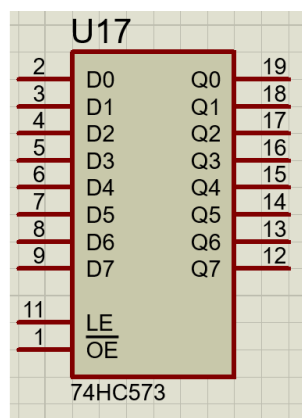 U17
2 D0 Q0 19
3 D1 Q1 18
4 D2 Q2 17
5 D3 Q3 16
6 D4 Q4 15
7 D5 Q5 14
8 D6 Q6 13
9 D7 Q7 12
11 LE
1 OE
74HC573